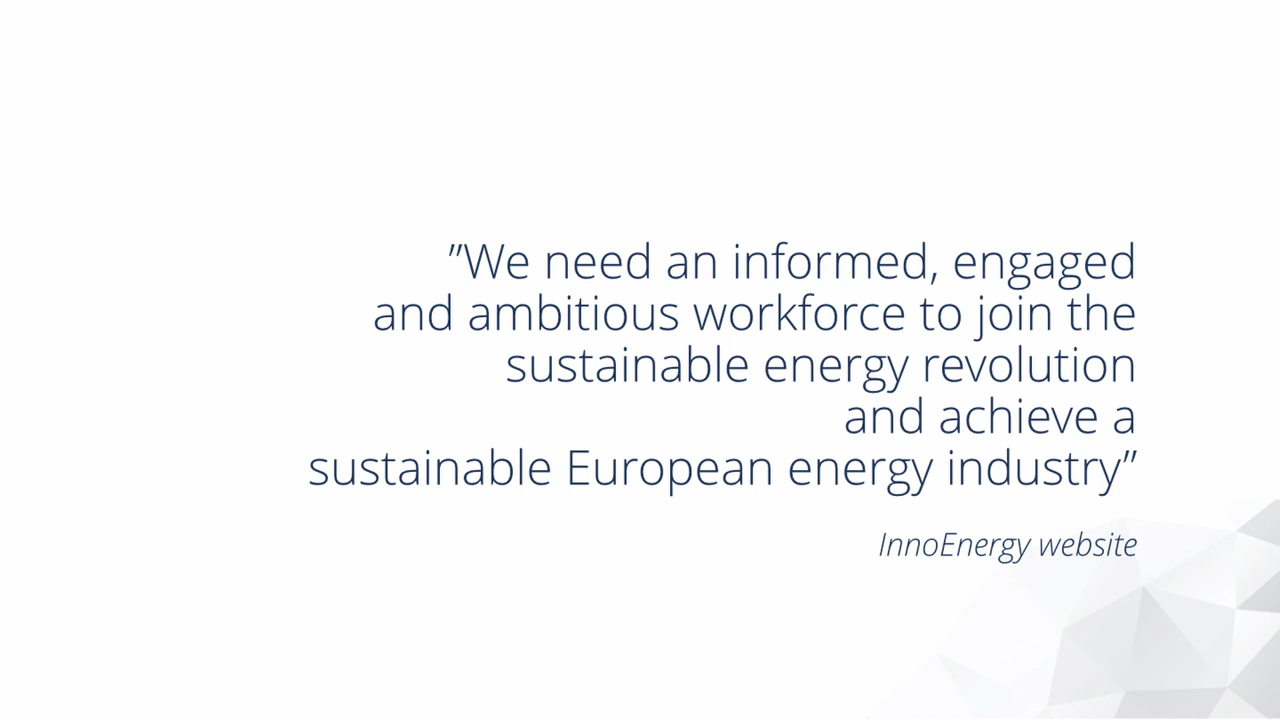 ”We need an informed, engaged
and ambitious workforce to join the
sustainable energy revolution
and achieve a
sustainable European energy industry”
InnoEnergy website